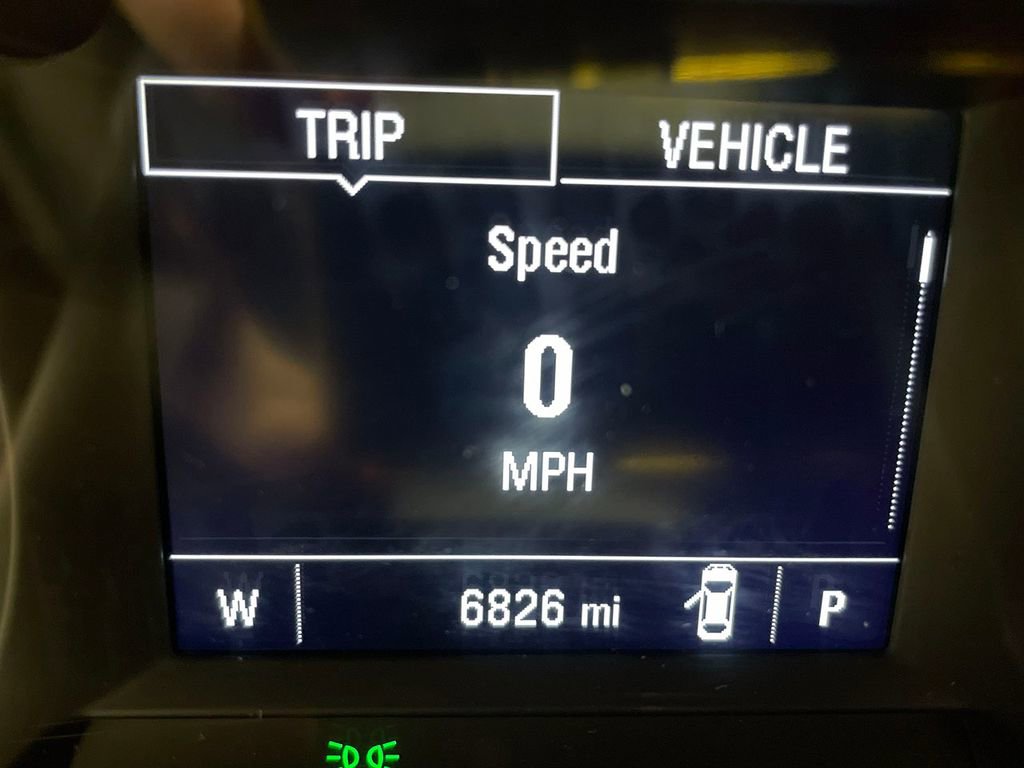 TRIP VEHICLE
Speed
0
MPH
W 6826 mi P